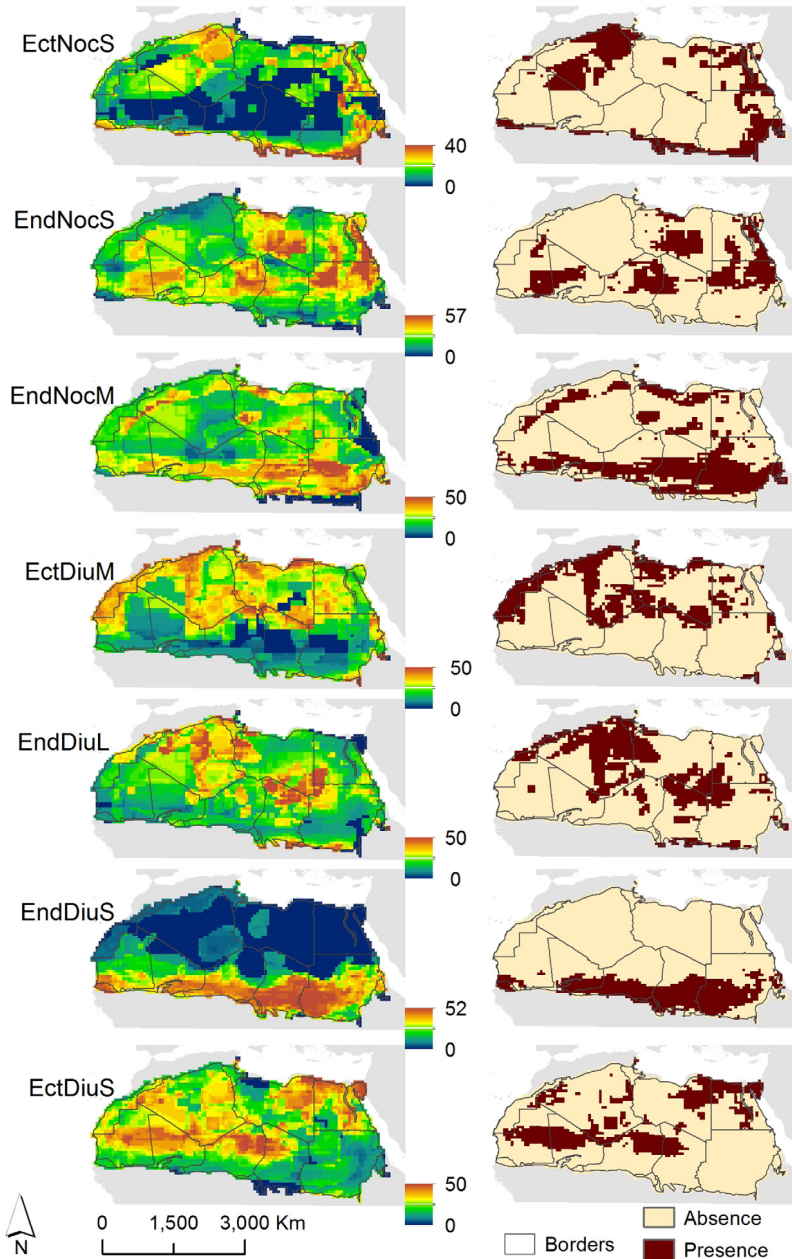 EctNocS
40
0
EndNocS
57
0
EndNocM
50
0
EctDiuM
50
0
EndDiuL
50
0
EndDiuS
52
0
EctDiuS
50
0
N
0 1,500 3,000 Km
Borders
Absence
Presence